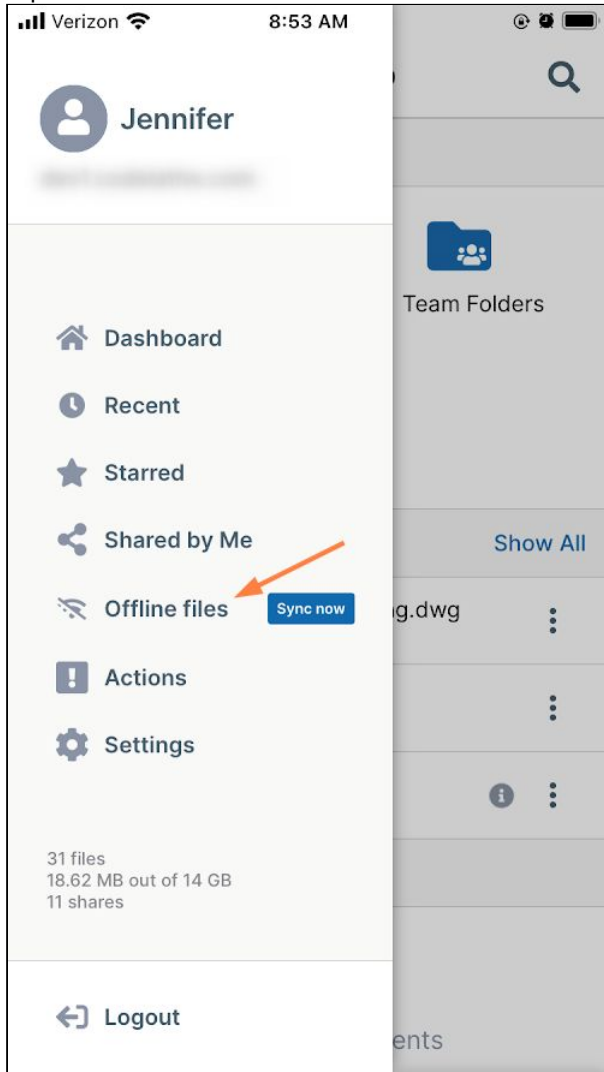 Verizon 8:53 AM
Jennifer
Team Folders
Dashboard
Recent
Starred
Shared by Me
Show All
Offline files Sync now
g.dwg
Actions
Settings
31 files
18.62 MB out of 14 GB
11 shares
Logout
ents